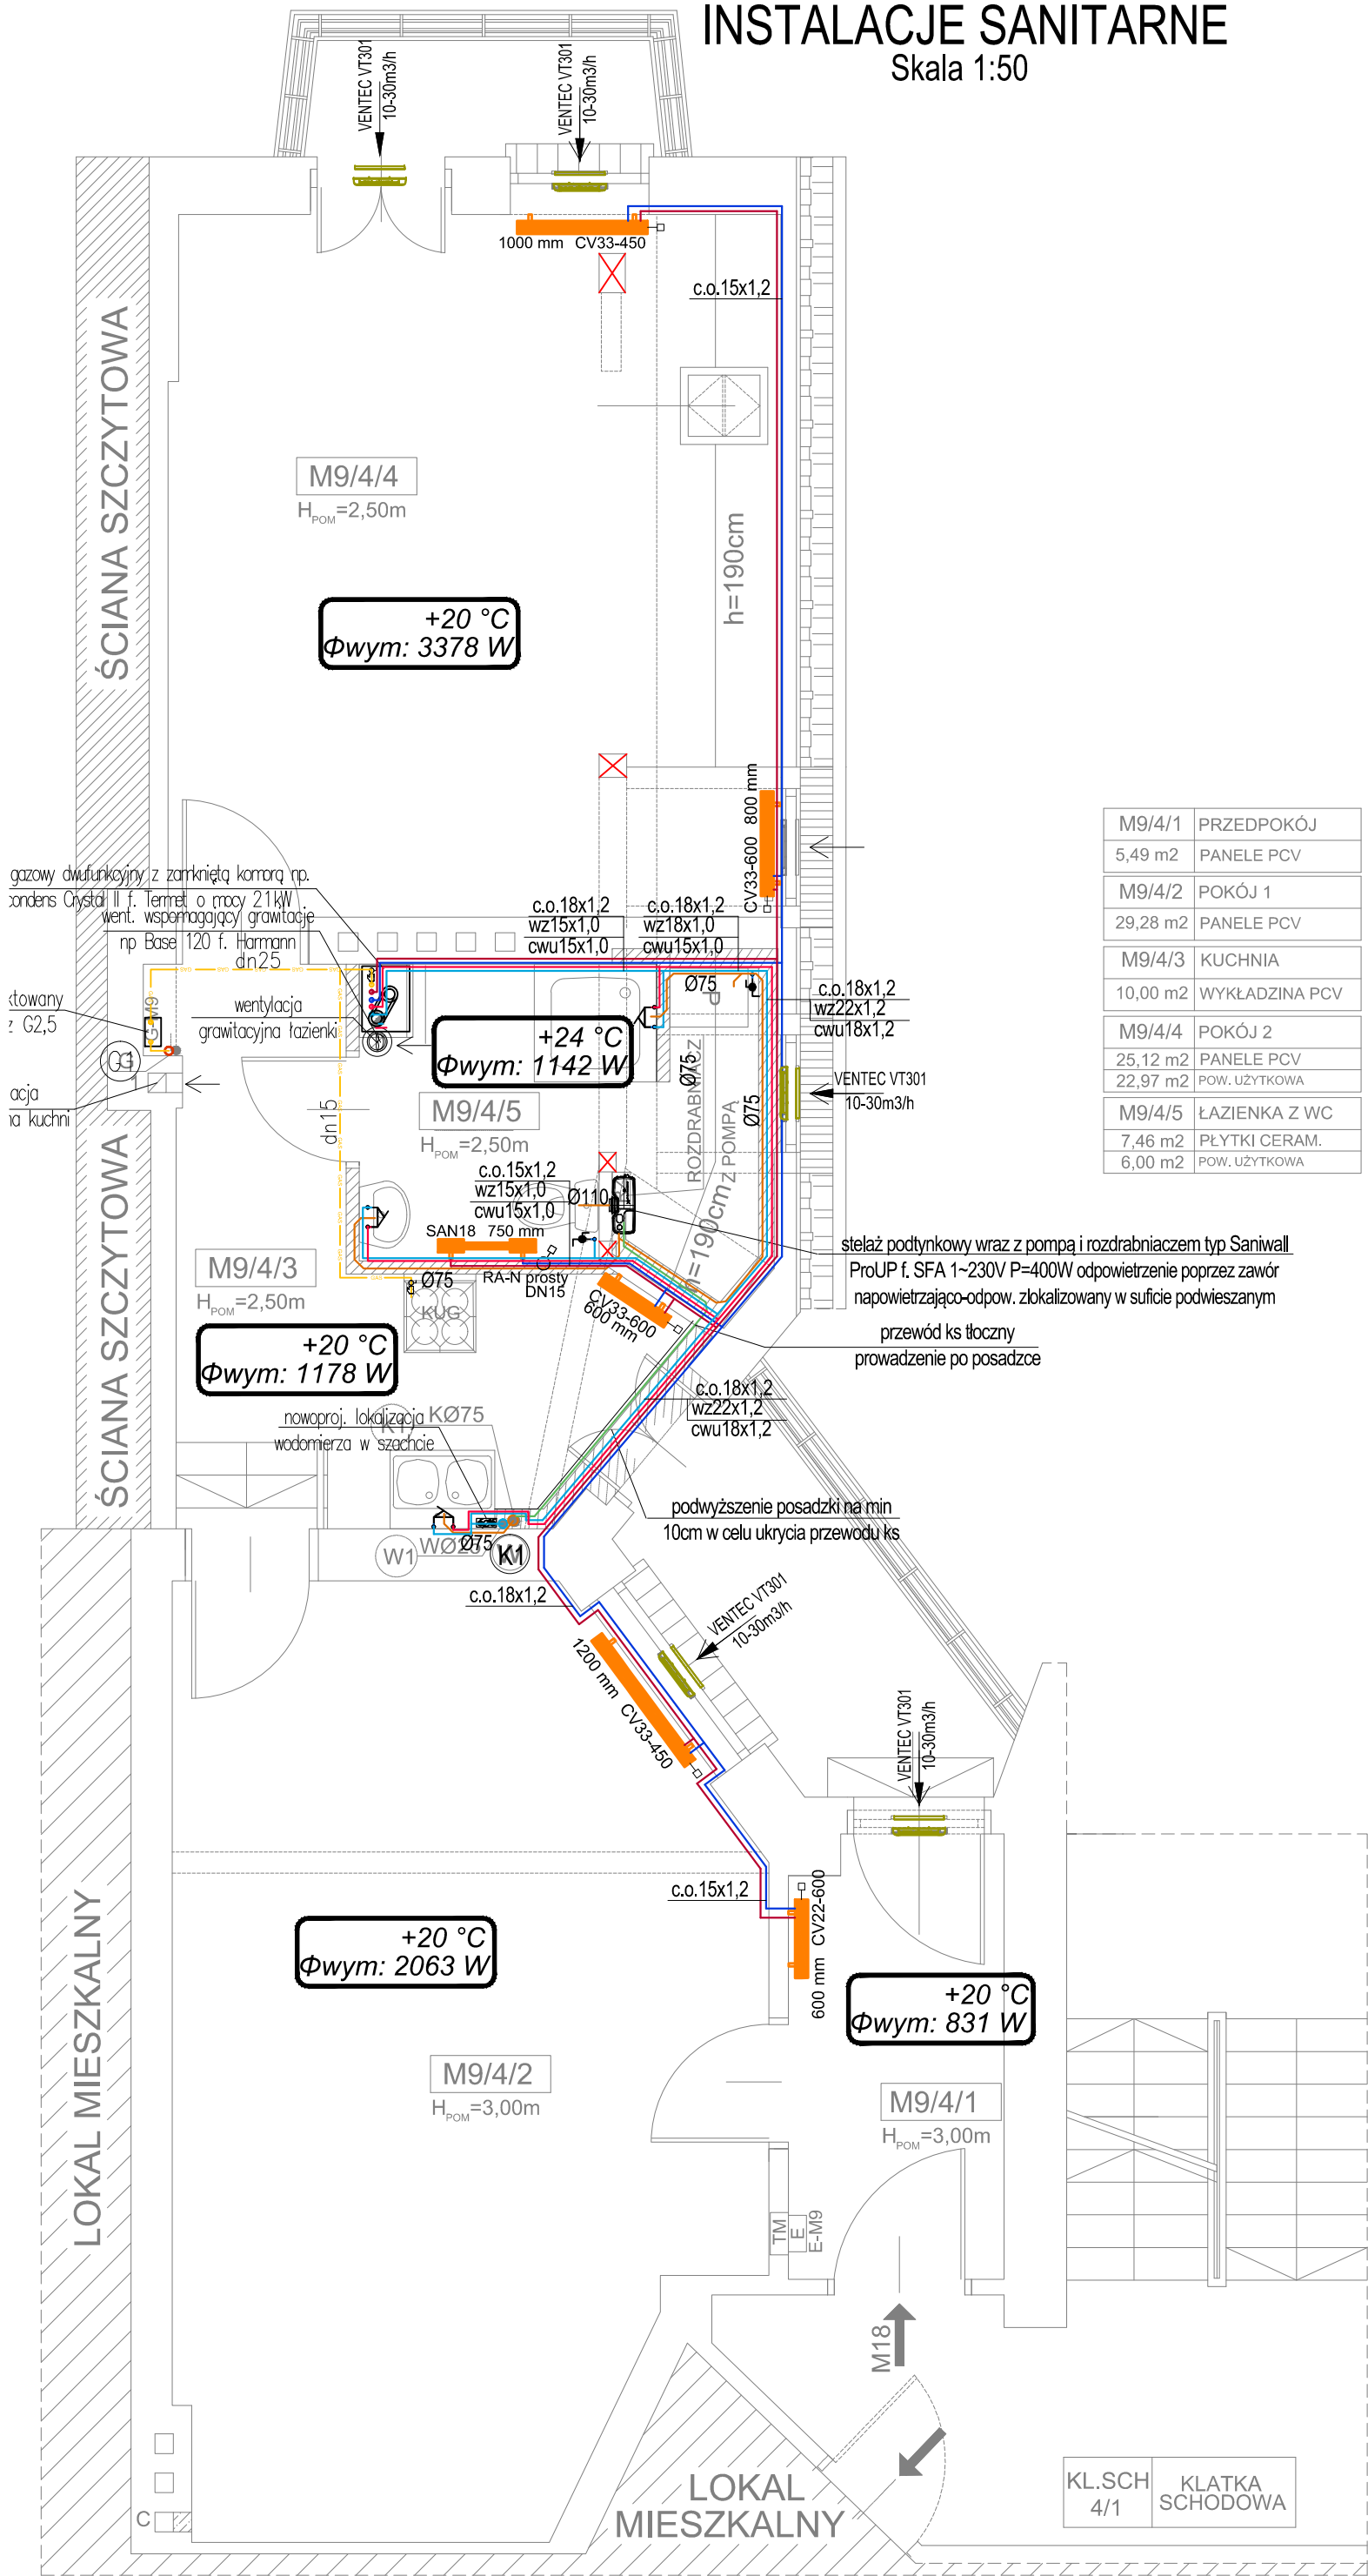 INSTALACJE SANITARNE
Skala 1:50
VENTEC VT301
10-30m3/h
VENTEC VT301
10-30m3/h
1000 mm CV33-450
c.o.15x1,2
ŚCIANA SZCZYTOWA
M9/4/4
HPOM=2,50m
h=190cm
+20 °C
Φwym: 3378 W
CV33-600 800 mm
M9/4/1 PRZEDPOKÓJ
5,49 m2 PANELE PCV
M9/4/2 POKÓJ 1
29,28 m2 PANELE PCV
M9/4/3 KUCHNIA
10,00 m2 WYKŁADZINA PCV
M9/4/4 POKÓJ 2
25,12 m2 PANELE PCV
22,97 m2 POW. UŻYTKOWA
M9/4/5 ŁAZIENKA Z WC
7,46 m2 PŁYTKI CERAM.
6,00 m2 POW. UŻYTKOWA
gazowy dwufunkcyjny z zamkniętą komorą np.
condens Crystal II f. Termet o mocy 21kW
went. wspomagający grawitacje
np Base 120 f. Harmann
dn25
c.o.18x1,2
wz15x1,0
cwu15x1,0
c.o.18x1,2
wz18x1,0
cwu15x1,0
Ø75
c.o.18x1,2
wz22x1,2
cwu18x1,2
ktowany
z G2,5
wentylacja
grawitacyjna łazienki
+24 °C
Φwym: 1142 W
M9/4/5
HPOM=2,50m
ROZDRABNIACZ
Z POMPĄ
P
Ø75
Ø75
VENTEC VT301
10-30m3/h
acja
na kuchni
dn15
ŚCIANA SZCZYTOWA
c.o.15x1,2
wz15x1,0
cwu15x1,0
Ø110
h=190cm
SAN18 750 mm
RA-N prosty
DN15
CV33-600
600 mm
stelaż podtynkowy wraz z pompą i rozdrabniaczem typ Saniwall
ProUP f. SFA 1~230V P=400W odpowietrzenie poprzez zawór
napowietrzająco-odpow. zlokalizowany w suficie podwieszanym
przewód ks tłoczny
prowadzenie po posadzce
M9/4/3
HPOM=2,50m
Ø75
KUG
+20 °C
Φwym: 1178 W
c.o.18x1,2
wz22x1,2
cwu18x1,2
nowoproj. lokalizacja
wodomierza w szachcie
K1
KØ75
podwyższenie posadzki na min
10cm w celu ukrycia przewodu ks
W1
Ø75
K1
c.o.18x1,2
VENTEC VT301
10-30m3/h
1200 mm CV33-450
VENTEC VT301
10-30m3/h
c.o.15x1,2
600 mm CV22-600
LOKAL MIESZKALNY
+20 °C
Φwym: 2063 W
+20 °C
Φwym: 831 W
M9/4/2
HPOM=3,00m
M9/4/1
HPOM=3,00m
TM
E
E-M9
M18
C
LOKAL
MIESZKALNY
KL.SCH
4/1
KLATKA
SCHODOWA